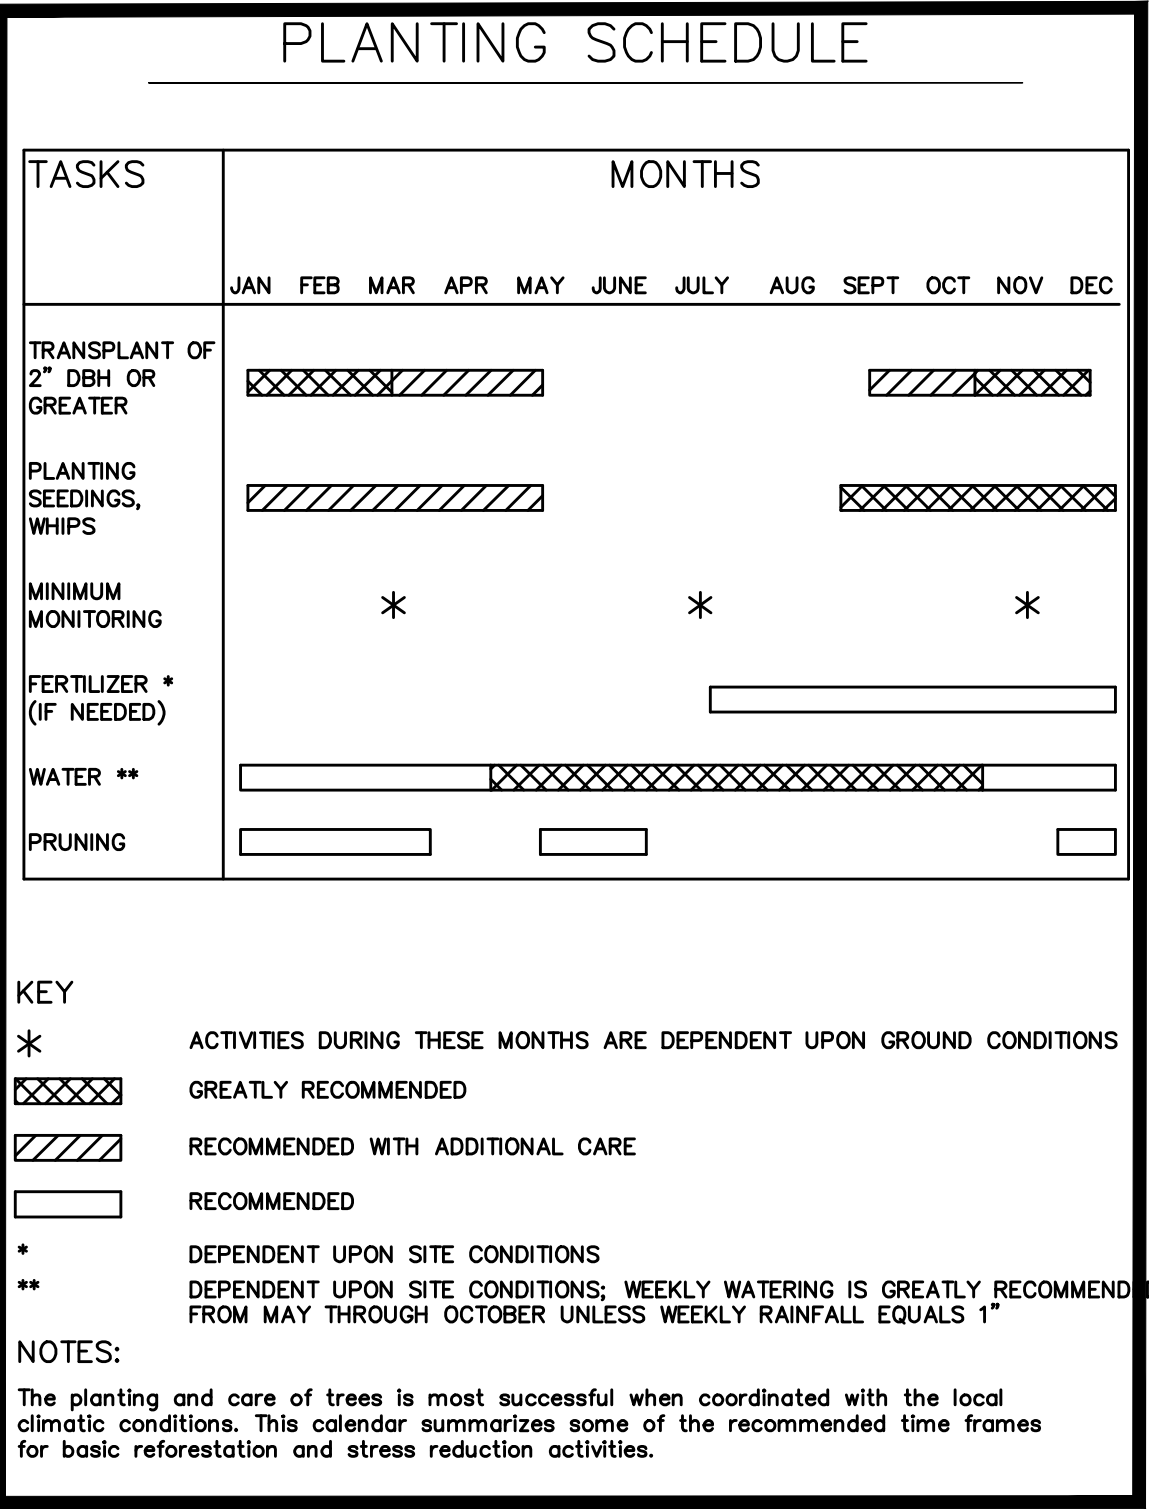 PLANTING SCHEDULE
TASKS
MONTHS
JAN FEB MAR APR MAY JUNE JULY AUG SEPT OCT NOV DEC
TRANSPLANT OF
2" DBH OR
GREATER
PLANTING
SEEDINGS,
WHIPS
MINIMUM
MONITORING
* * *
FERTILIZER *
(IF NEEDED)
WATER **
PRUNING
KEY
* ACTIVITIES DURING THESE MONTHS ARE DEPENDENT UPON GROUND CONDITIONS
GREATLY RECOMMENDED
RECOMMENDED WITH ADDITIONAL CARE
RECOMMENDED
* DEPENDENT UPON SITE CONDITIONS
** DEPENDENT UPON SITE CONDITIONS; WEEKLY WATERING IS GREATLY RECOMMEND
FROM MAY THROUGH OCTOBER UNLESS WEEKLY RAINFALL EQUALS 1"
NOTES:
The planting and care of trees is most successful when coordinated with the local
climatic conditions. This calendar summarizes some of the recommended time frames
for basic reforestation and stress reduction activities.